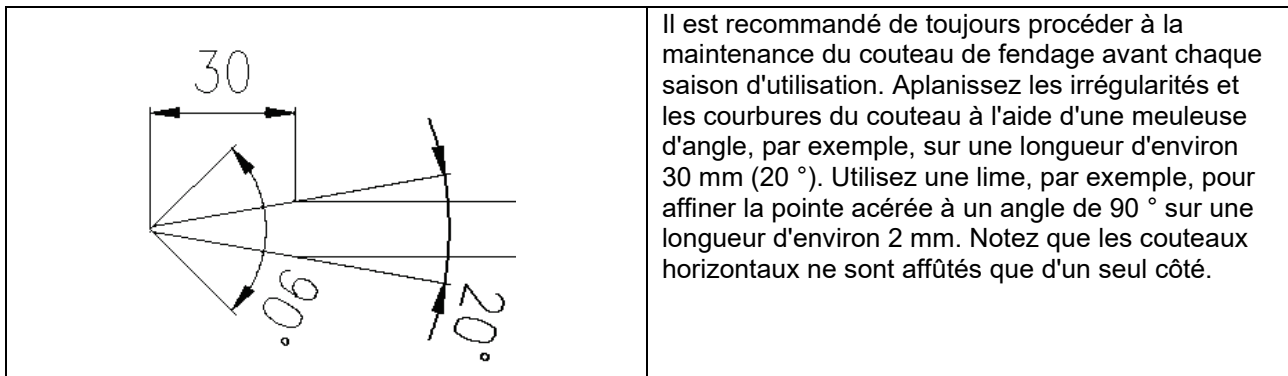 30
90°
20°
Il est recommandé de toujours procéder à la
maintenance du couteau de fendage avant chaque
saison d'utilisation. Aplanissez les irrégularités et
les courbures du couteau à l'aide d'une meuleuse
d'angle, par exemple, sur une longueur d'environ
30 mm (20 °). Utilisez une lime, par exemple, pour
affiner la pointe acérée à un angle de 90 ° sur une
longueur d'environ 2 mm. Notez que les couteaux
horizontaux ne sont affûtés que d'un seul côté.